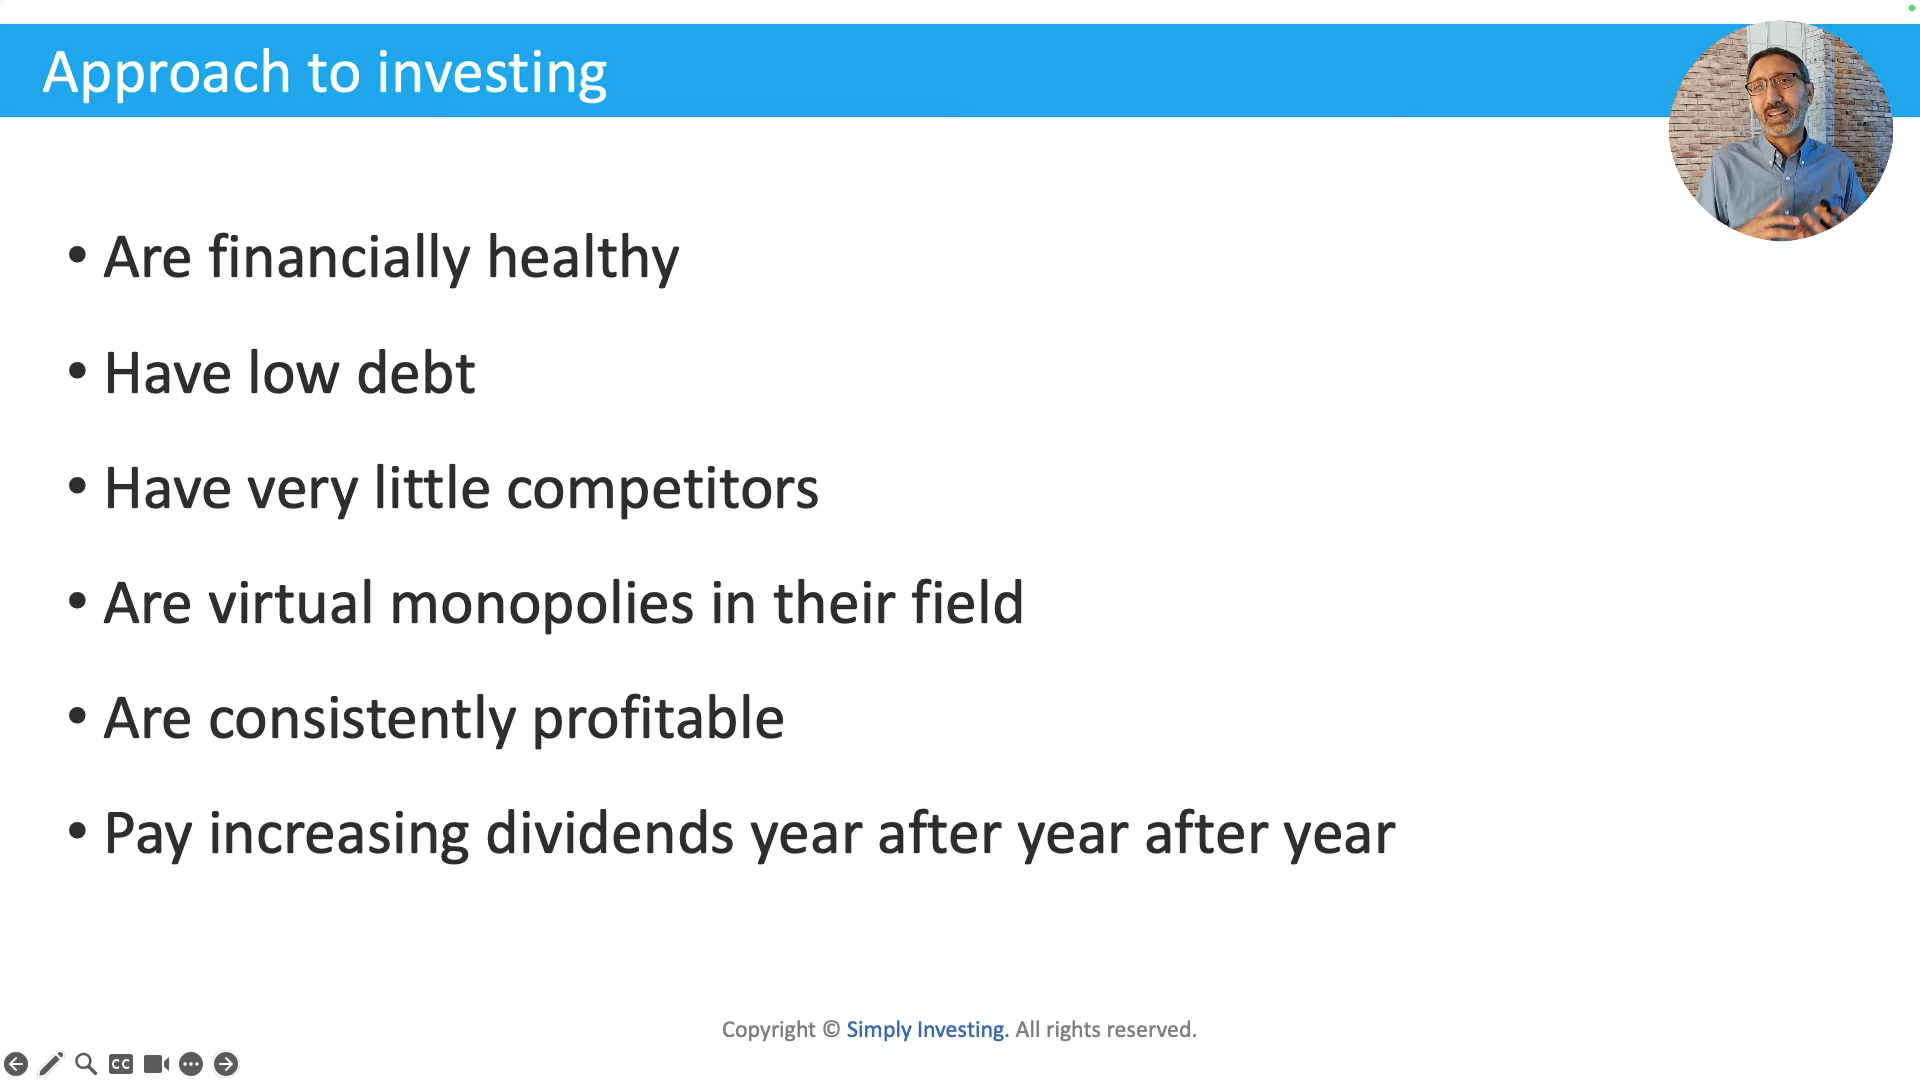 Approach to investing
• Are financially healthy
• Have low debt
• Have very little competitors
• Are virtual monopolies in their field
• Are consistently profitable
• Pay increasing dividends year after year after year
Copyright © Simply Investing. All rights reserved.
CC